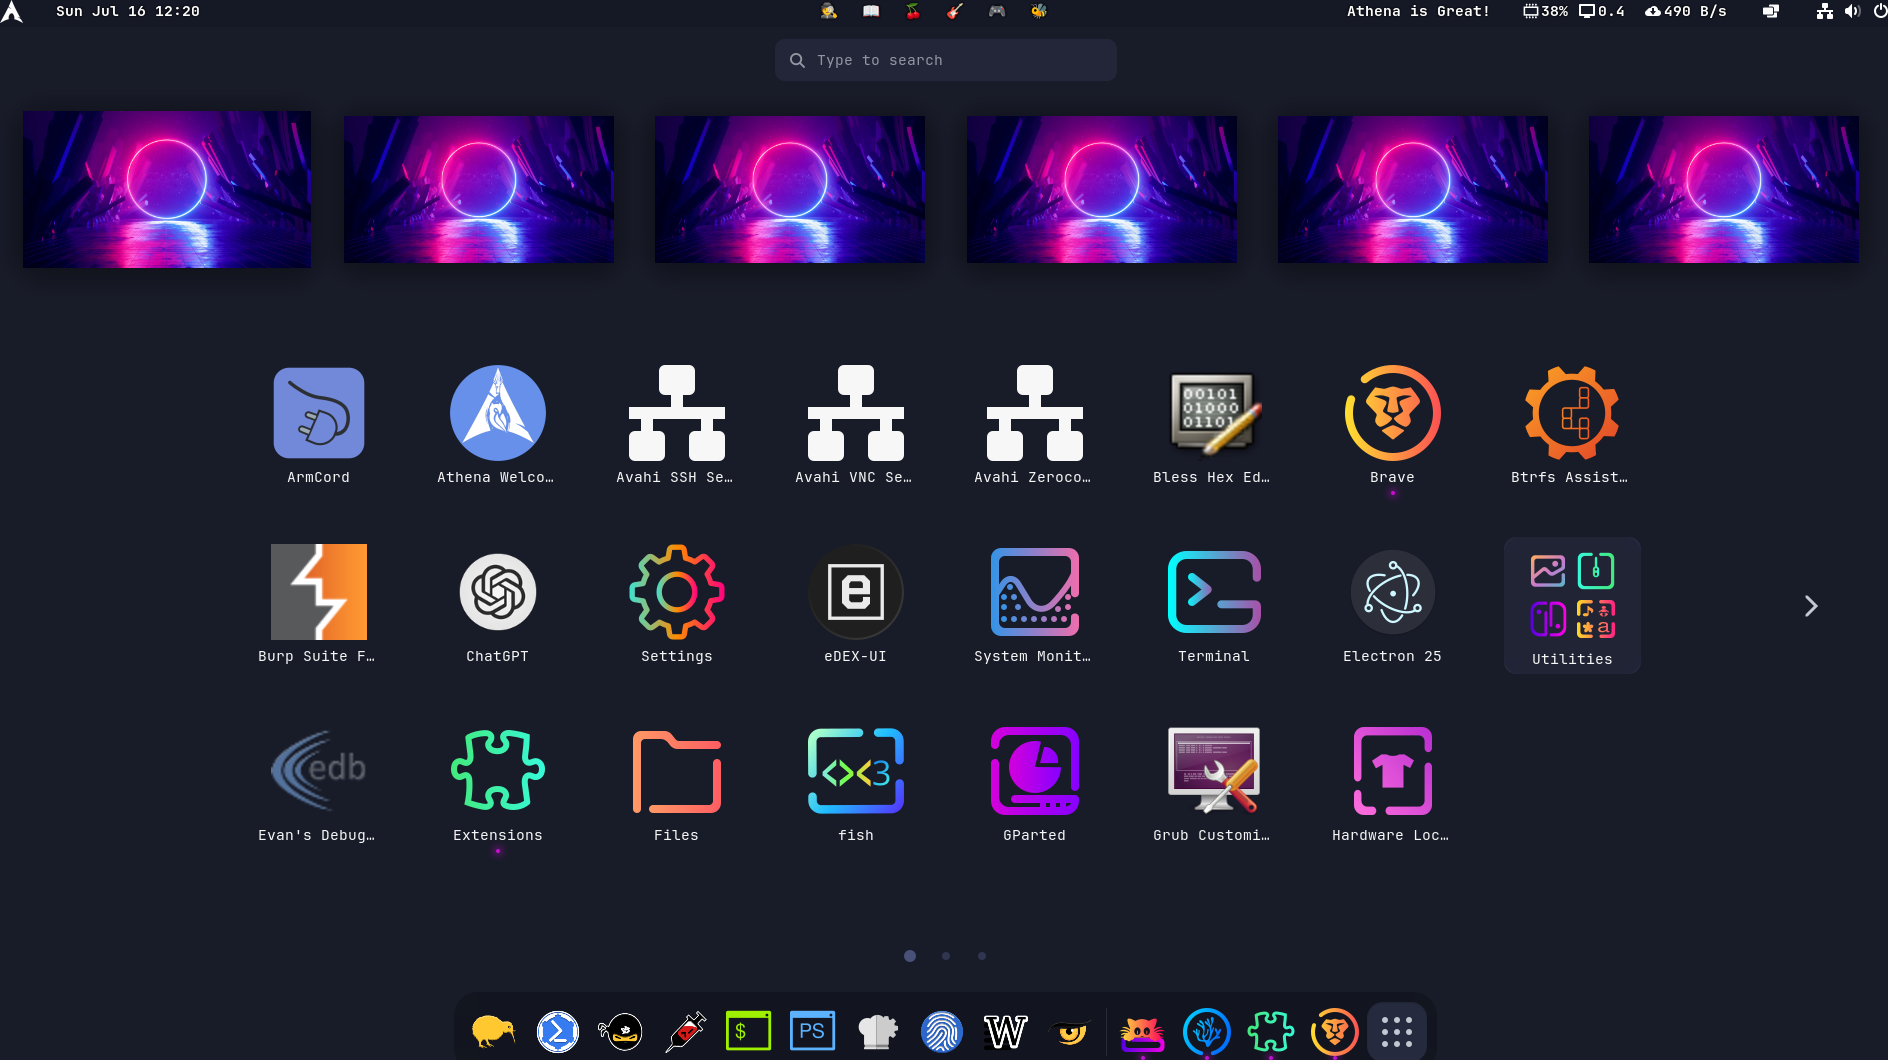 Sun Jul 16 12:20
Athena is Great!
38%
0.4
490 B/s
Type to search
ArmCord
Athena Welco…
Avahi SSH Se…
Avahi VNC Se…
Avahi Zeroco…
00101
01000
01101
Bless Hex Ed…
Brave
Btrfs Assist…
Burp Suite F…
ChatGPT
Settings
e
eDEX-UI
System Monit…
Terminal
Electron 25
a
Utilities
edb
Evan's Debug…
Extensions
Files
<><3
fish
GParted
Grub Customi…
Hardware Loc…
$
PS
W